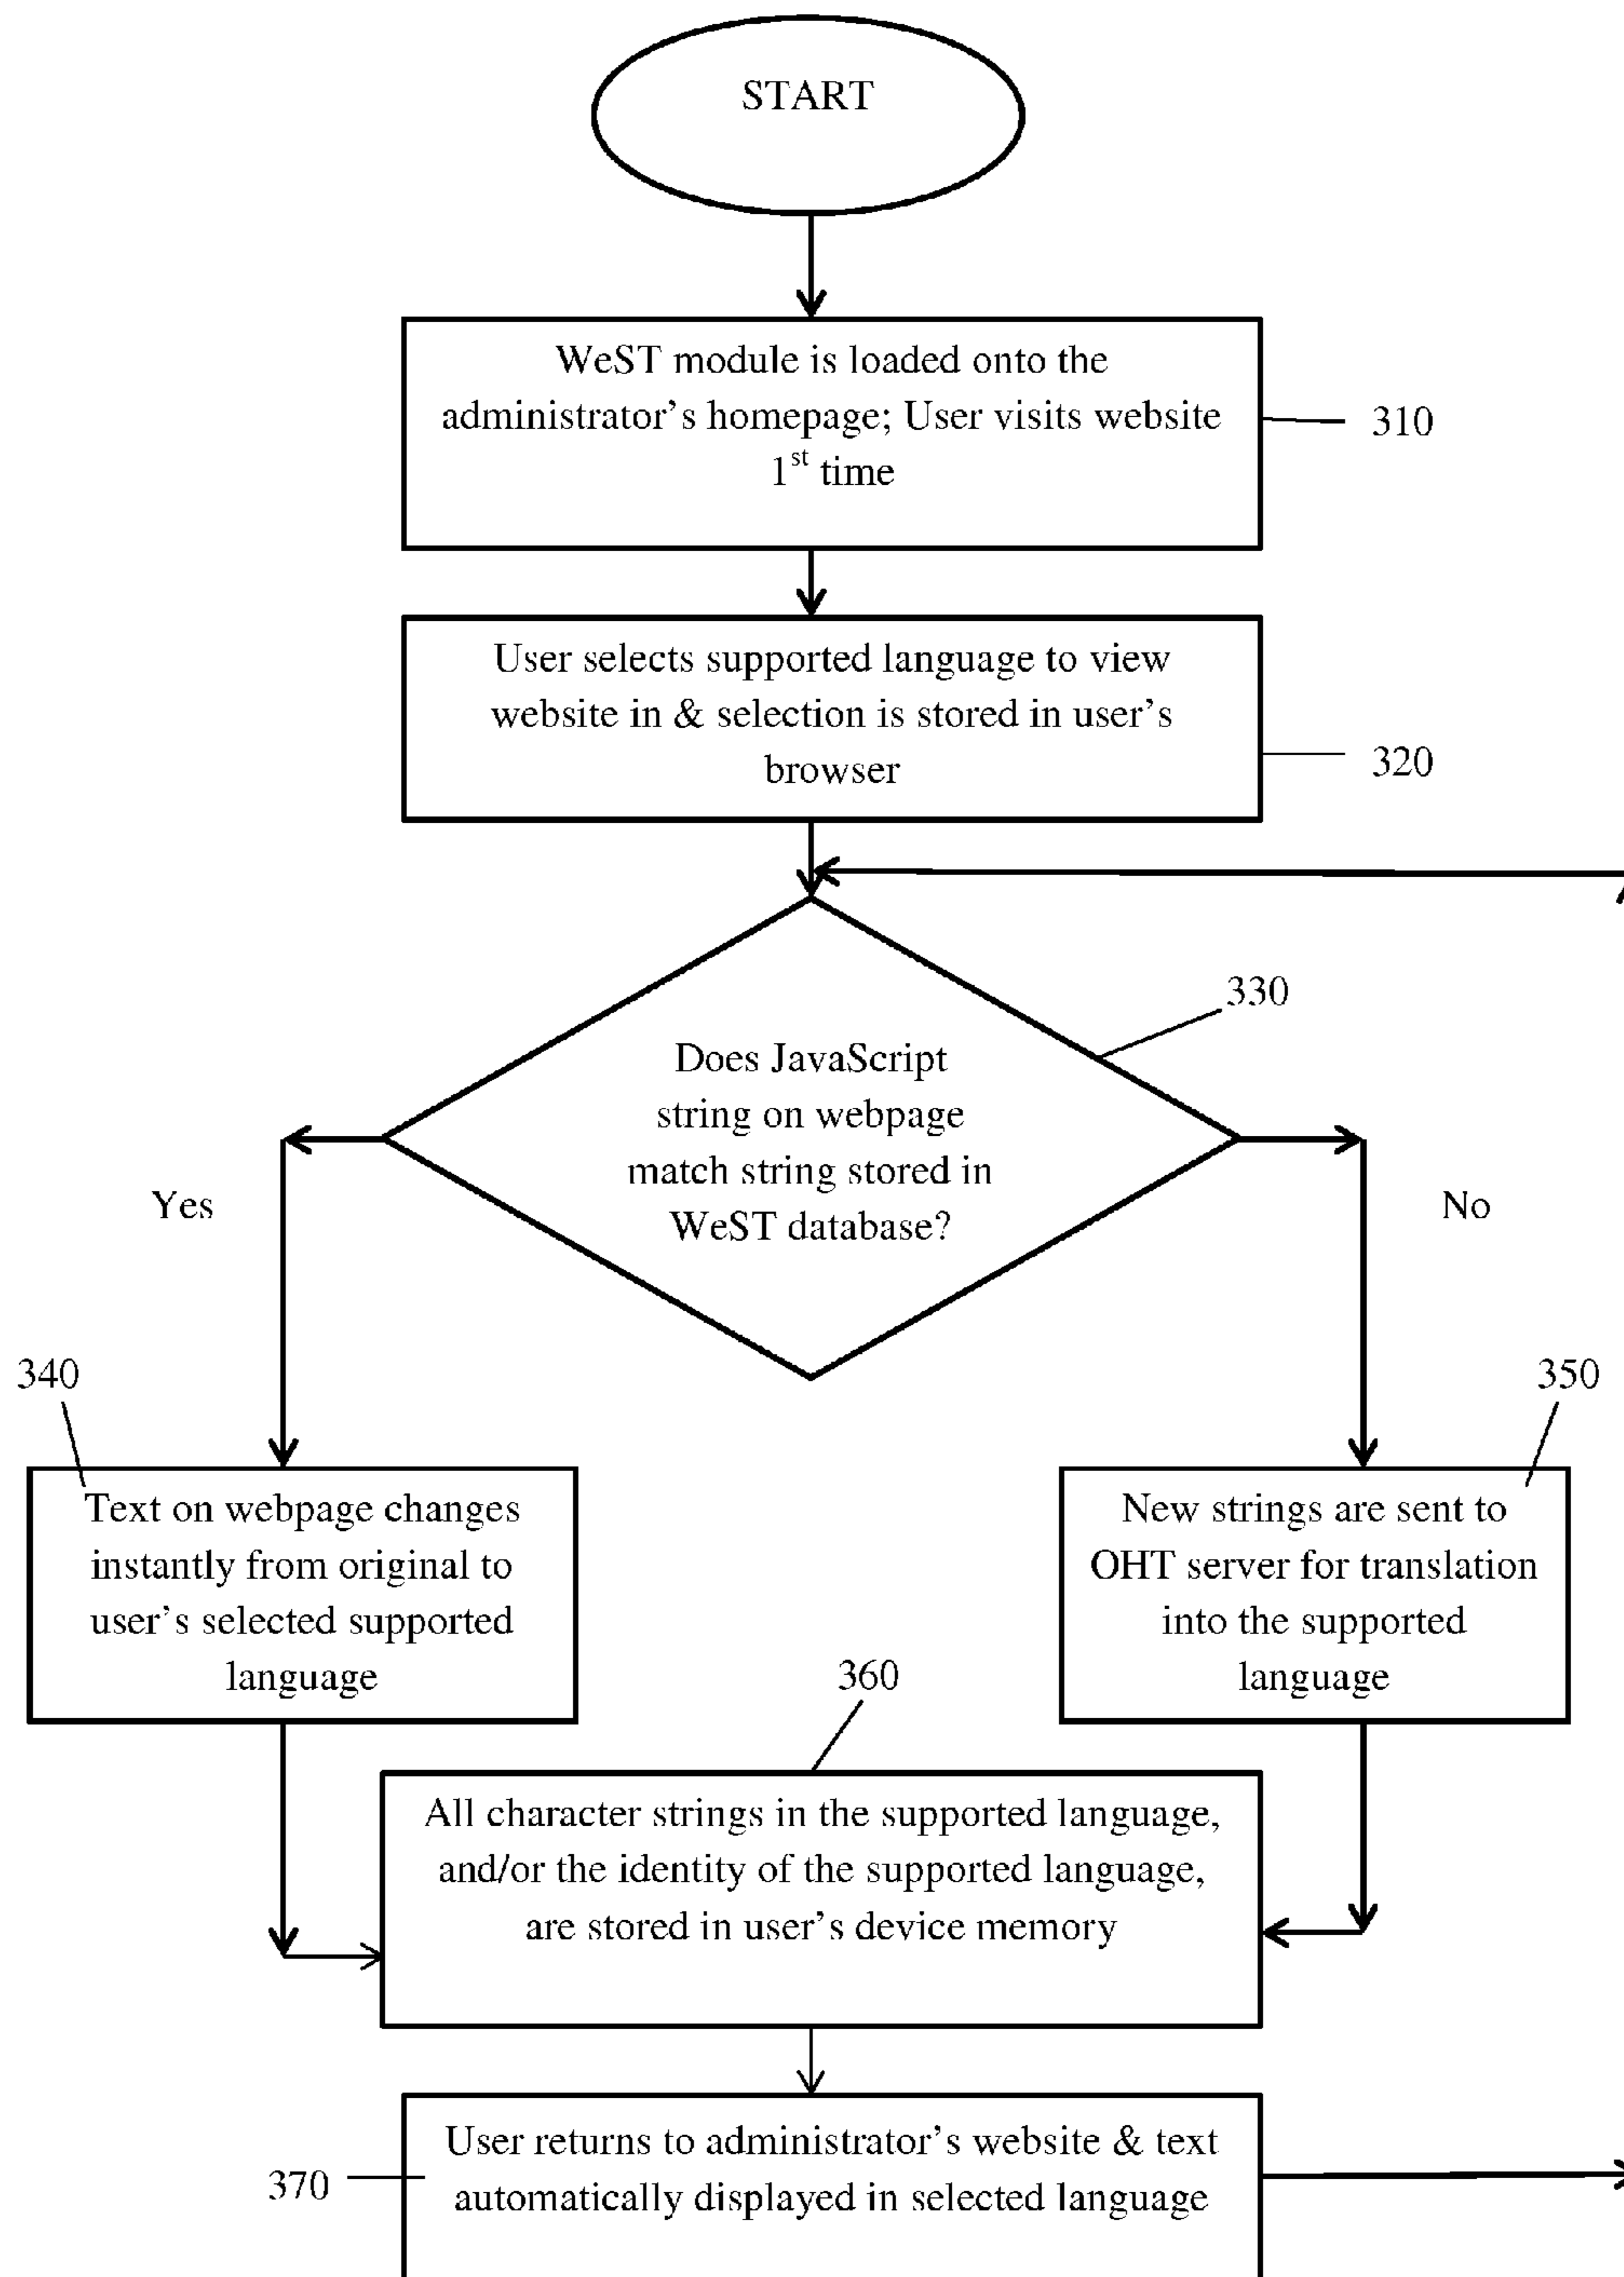 START
WeST module is loaded onto the
administrator's homepage; User visits website
1st time
310
User selects supported language to view
website in & selection is stored in user's
browser
320
330
Does JavaScript
string on webpage
match string stored in
WeST database?
Yes
No
340
350
Text on webpage changes
instantly from original to
user's selected supported
language
New strings are sent to
OHT server for translation
into the supported
language
360
All character strings in the supported language,
and/or the identity of the supported language,
are stored in user's device memory
User returns to administrator's website & text
automatically displayed in selected language
370